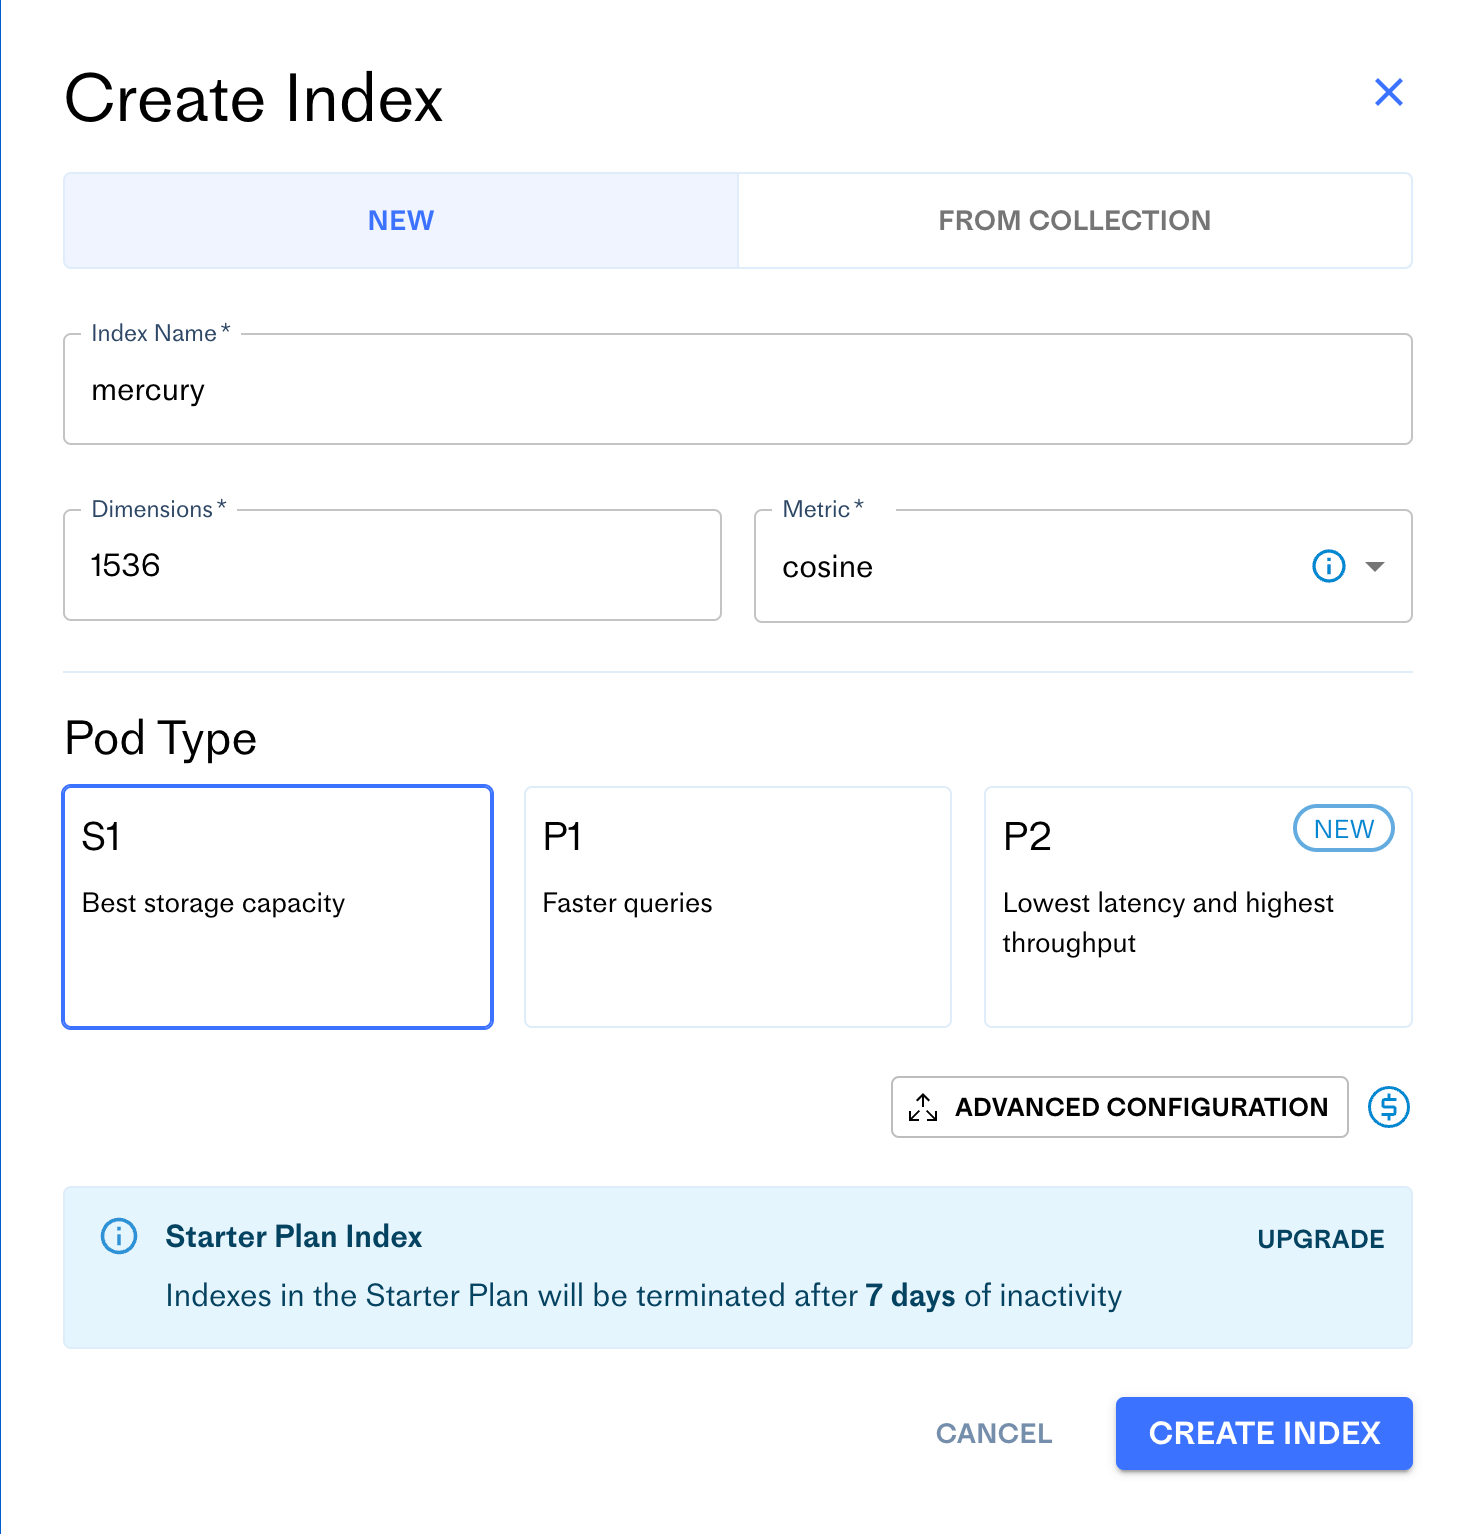 Create Index
NEW
FROM COLLECTION
Index Name*
mercury
Dimensions*
1536
Metric*
cosine
Pod Type
S1
Best storage capacity
P1
Faster queries
P2
NEW
Lowest latency and highest
throughput
ADVANCED CONFIGURATION
Starter Plan Index
UPGRADE
Indexes in the Starter Plan will be terminated after 7 days of inactivity
CANCEL
CREATE INDEX